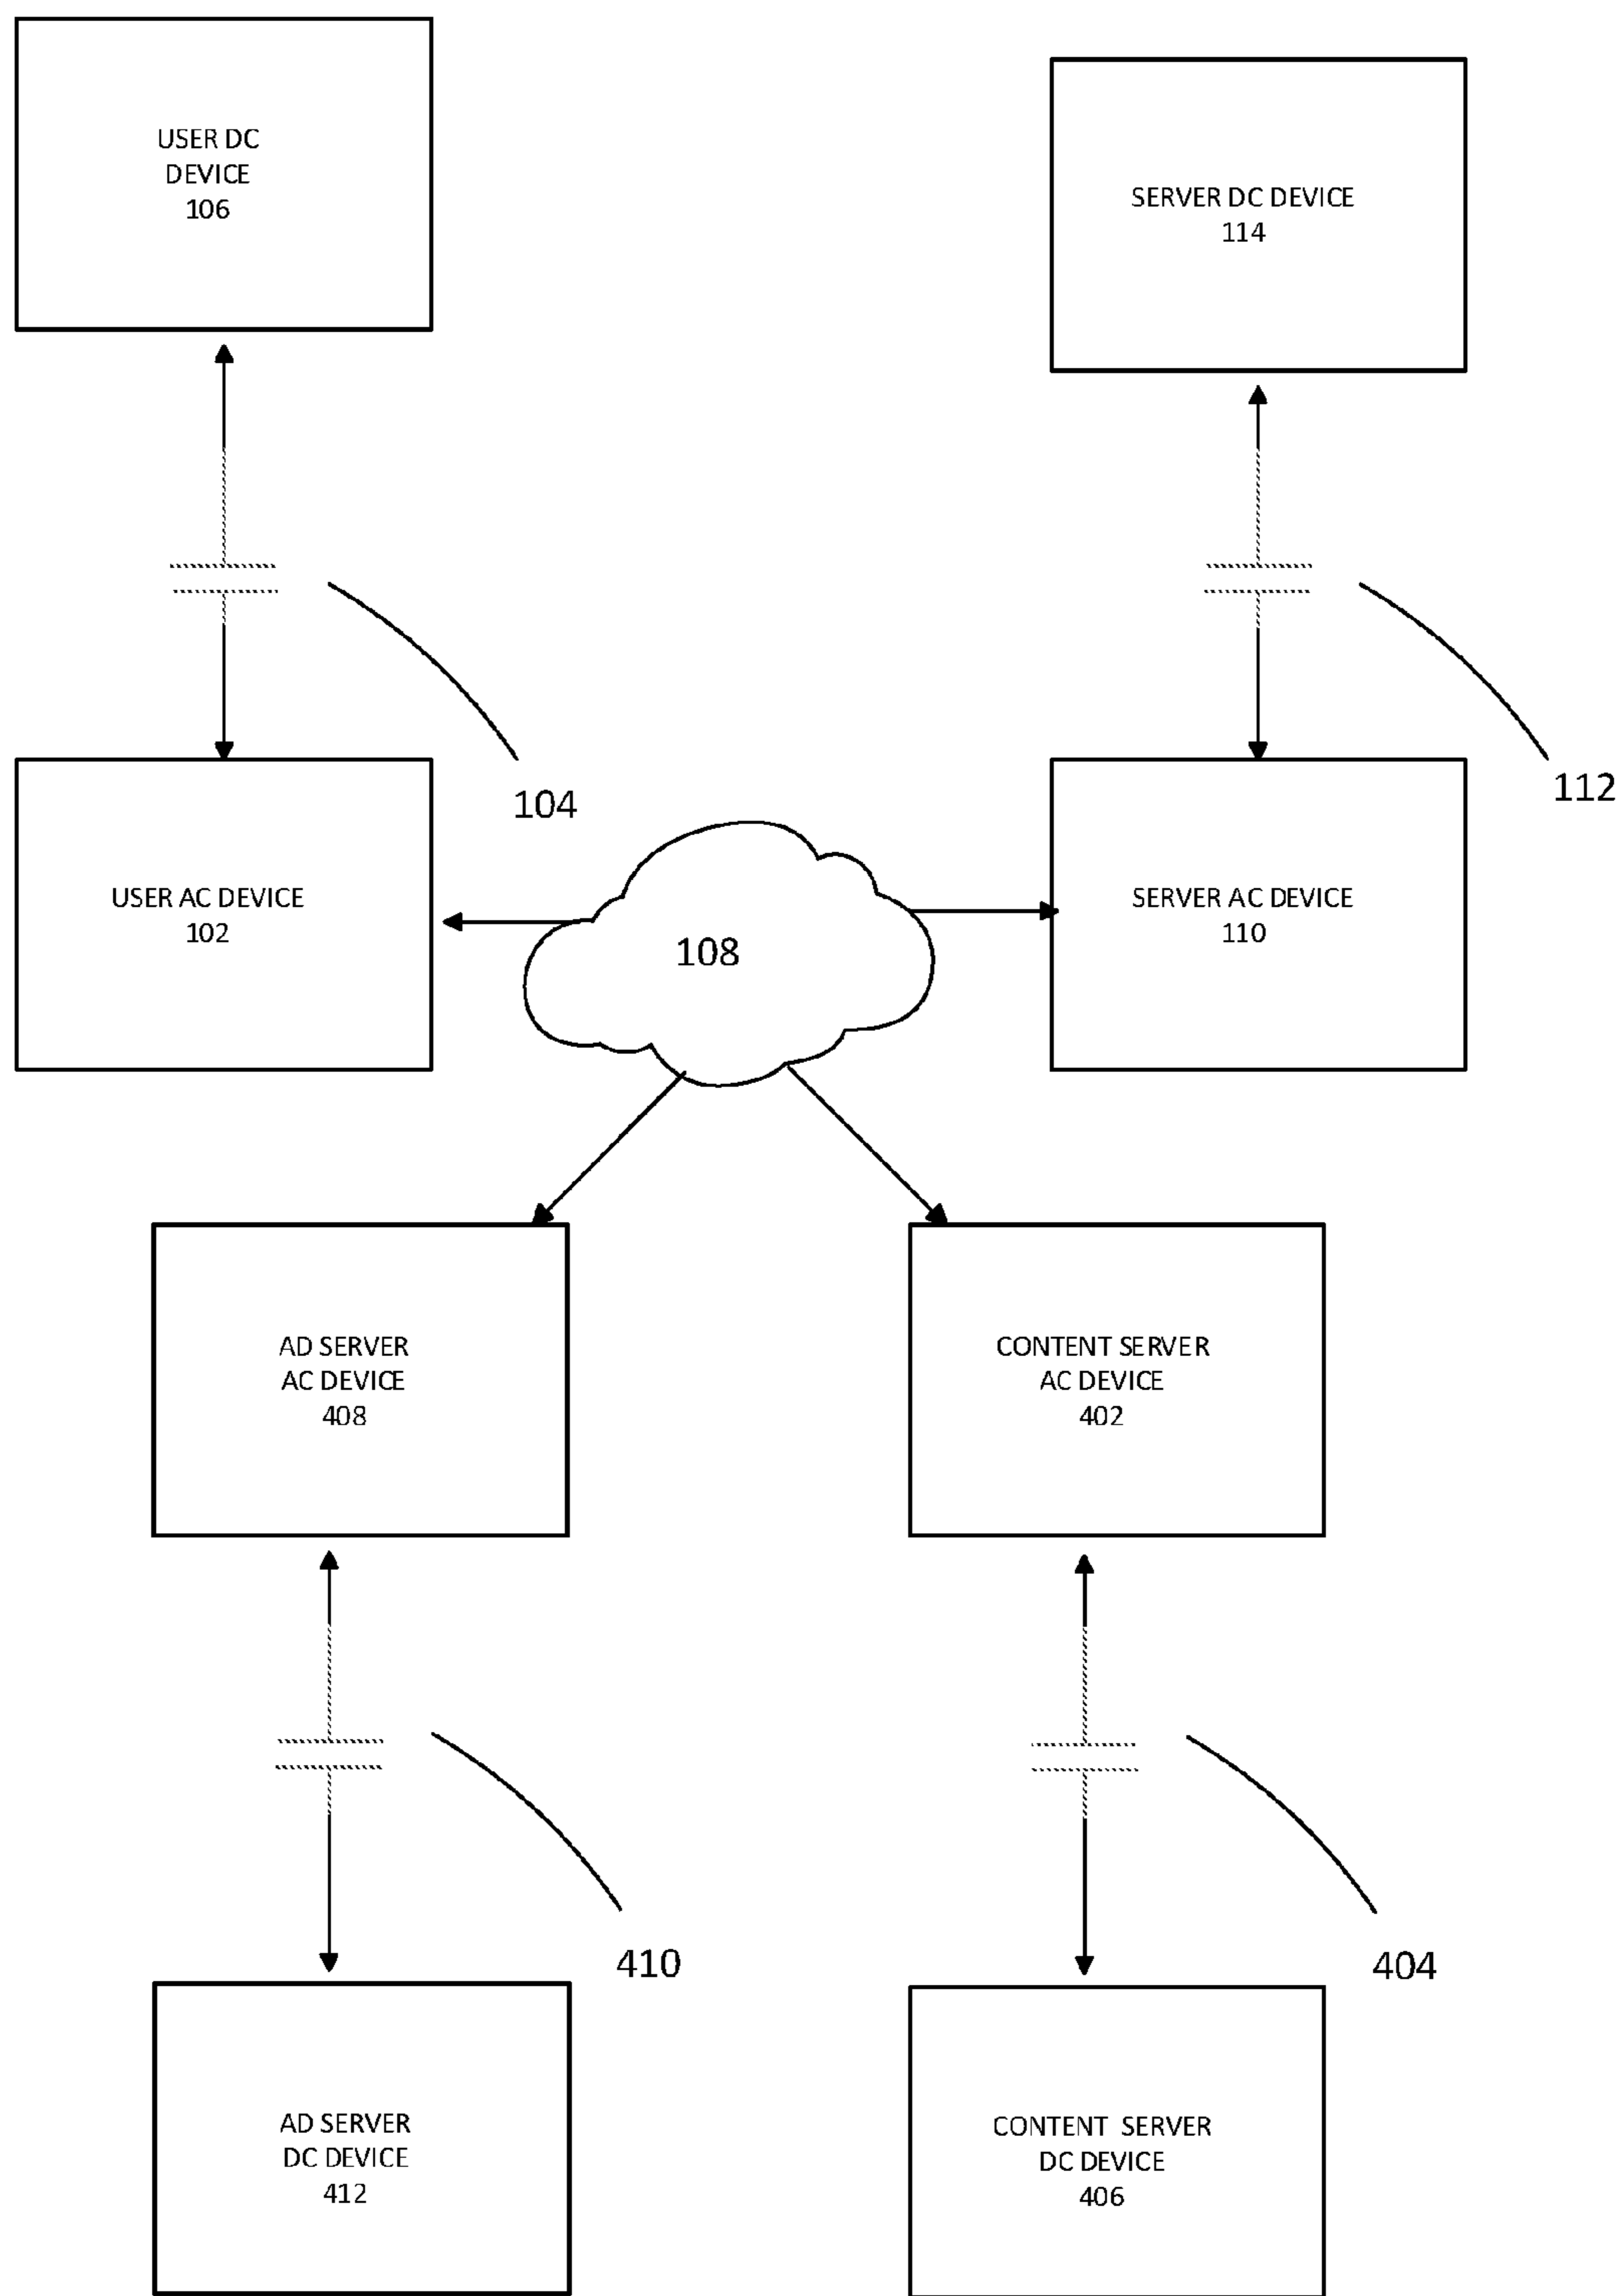 USER DC
DEVICE
106
SERVER DC DEVICE
114
104
112
USER AC DEVICE
102
108
SERVER AC DEVICE
110
AD SERVER
AC DEVICE
408
CONTENT SERVER
AC DEVICE
402
410
404
AD SERVER
DC DEVICE
412
CONTENT SERVER
DC DEVICE
406